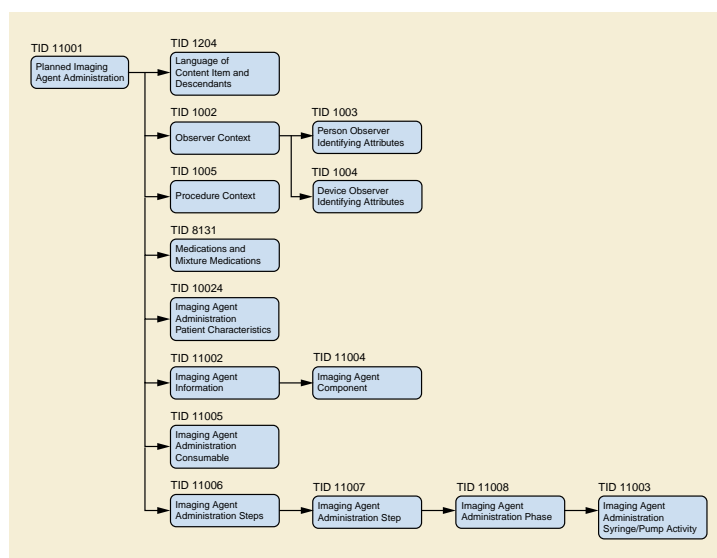 TID 11001
Planned Imaging
Agent Administration
TID 1204
Language of
Content Item and
Descendants
TID 1002
Observer Context
TID 1003
Person Observer
Identifying Attributes
TID 1005
Procedure Context
TID 1004
Device Observer
Identifying Attributes
TID 8131
Medications and
Mixture Medications
TID 10024
Imaging Agent
Administration
Patient Characteristics
TID 11002
Imaging Agent
Information
TID 11004
Imaging Agent
Component
TID 11005
Imaging Agent
Administration
Consumable
TID 11006
Imaging Agent
Administration Steps
TID 11007
Imaging Agent
Administration Step
TID 11008
Imaging Agent
Administration Phase
TID 11003
Imaging Agent
Administration
Syringe/Pump Activity